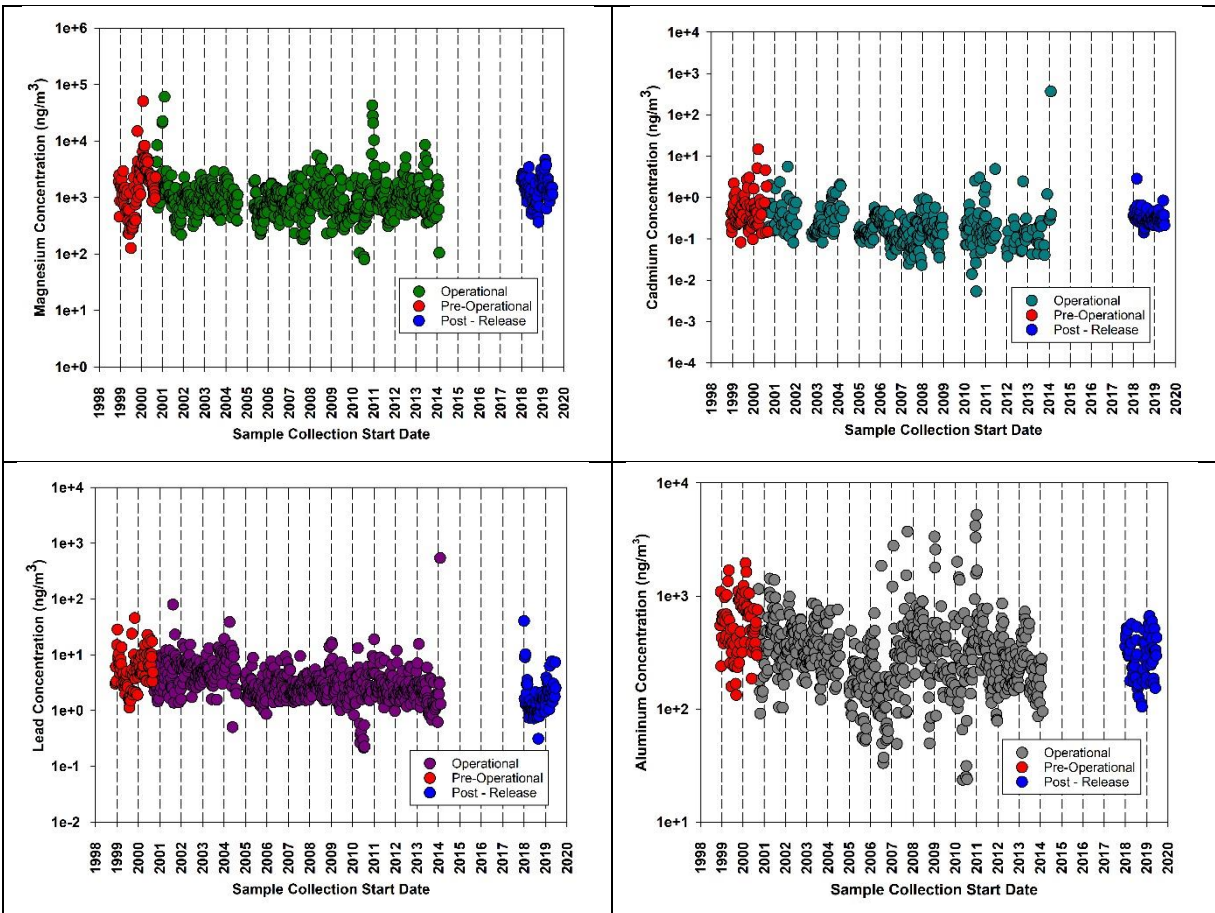 1e+6
1e+5
1e+4
1e+3
1e+2
1e+1
1e+0
Magnesium Concentration (ng/m³)
Operational
Pre-Operational
Post - Release
1998 1999 2000 2001 2002 2003 2004 2005 2006 2007 2008 2009 2010 2011 2012 2013 2014 2015 2016 2017 2018 2019 2020
Sample Collection Start Date
1e+4
1e+3
1e+2
1e+1
1e+0
1e-1
1e-2
1e-3
1e-4
Cadmium Concentration (ng/m³)
Operational
Pre-Operational
Post - Release
1998 1999 2000 2001 2002 2003 2004 2005 2006 2007 2008 2009 2010 2011 2012 2013 2014 2015 2016 2017 2018 2019 2020
Sample Collection Start Date
1e+4
1e+3
1e+2
1e+1
1e+0
1e-1
1e-2
Lead Concentration (ng/m³)
Operational
Pre-Operational
Post - Release
1998 1999 2000 2001 2002 2003 2004 2005 2006 2007 2008 2009 2010 2011 2012 2013 2014 2015 2016 2017 2018 2019 2020
Sample Collection Start Date
1e+4
1e+3
1e+2
1e+1
Aluminum Concentration (ng/m³)
Operational
Pre-Operational
Post - Release
1998 1999 2000 2001 2002 2003 2004 2005 2006 2007 2008 2009 2010 2011 2012 2013 2014 2015 2016 2017 2018 2019 2020
Sample Collection Start Date